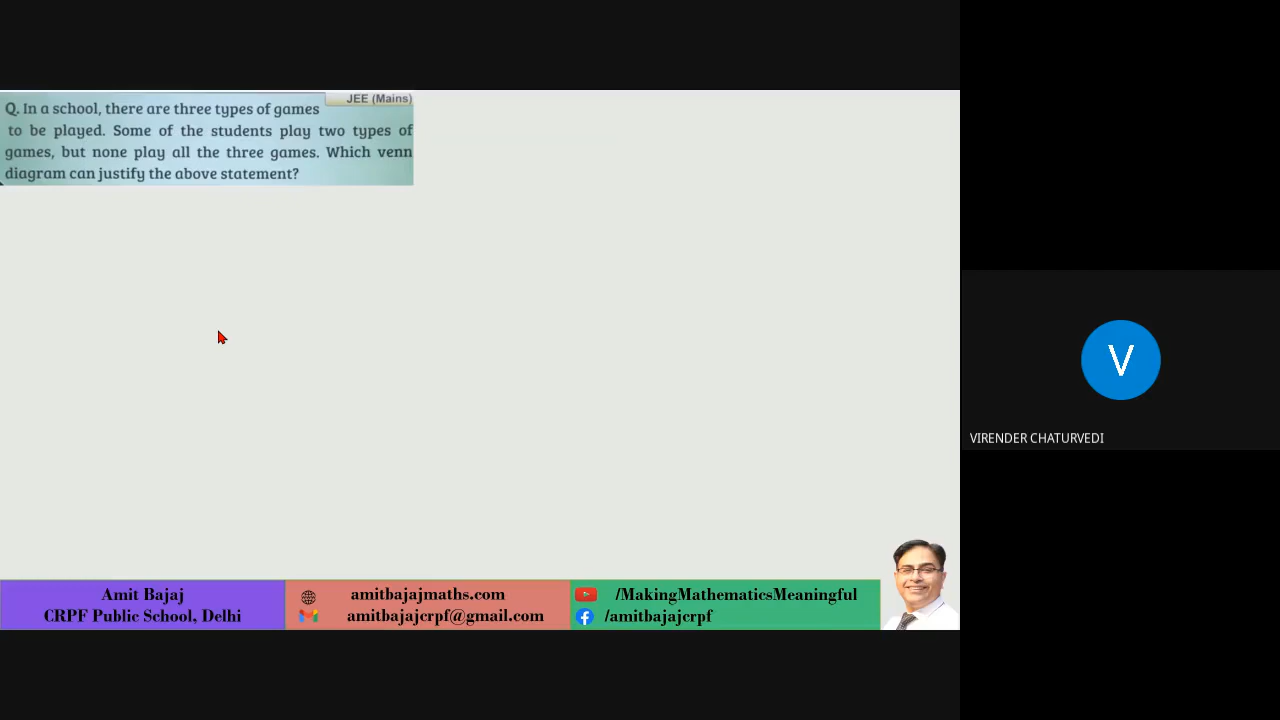 JEE (Mains)
Q. In a school, there are three types of games
to be played. Some of the students play two types of
games, but none play all the three games. Which venn
diagram can justify the above statement?
V
VIRENDER CHATURVEDI
Amit Bajaj
CRPF Public School, Delhi
amitbajajmaths.com
amitbajajcrpf@gmail.com
/MakingMathematicsMeaningful
/amitbajajcrpf